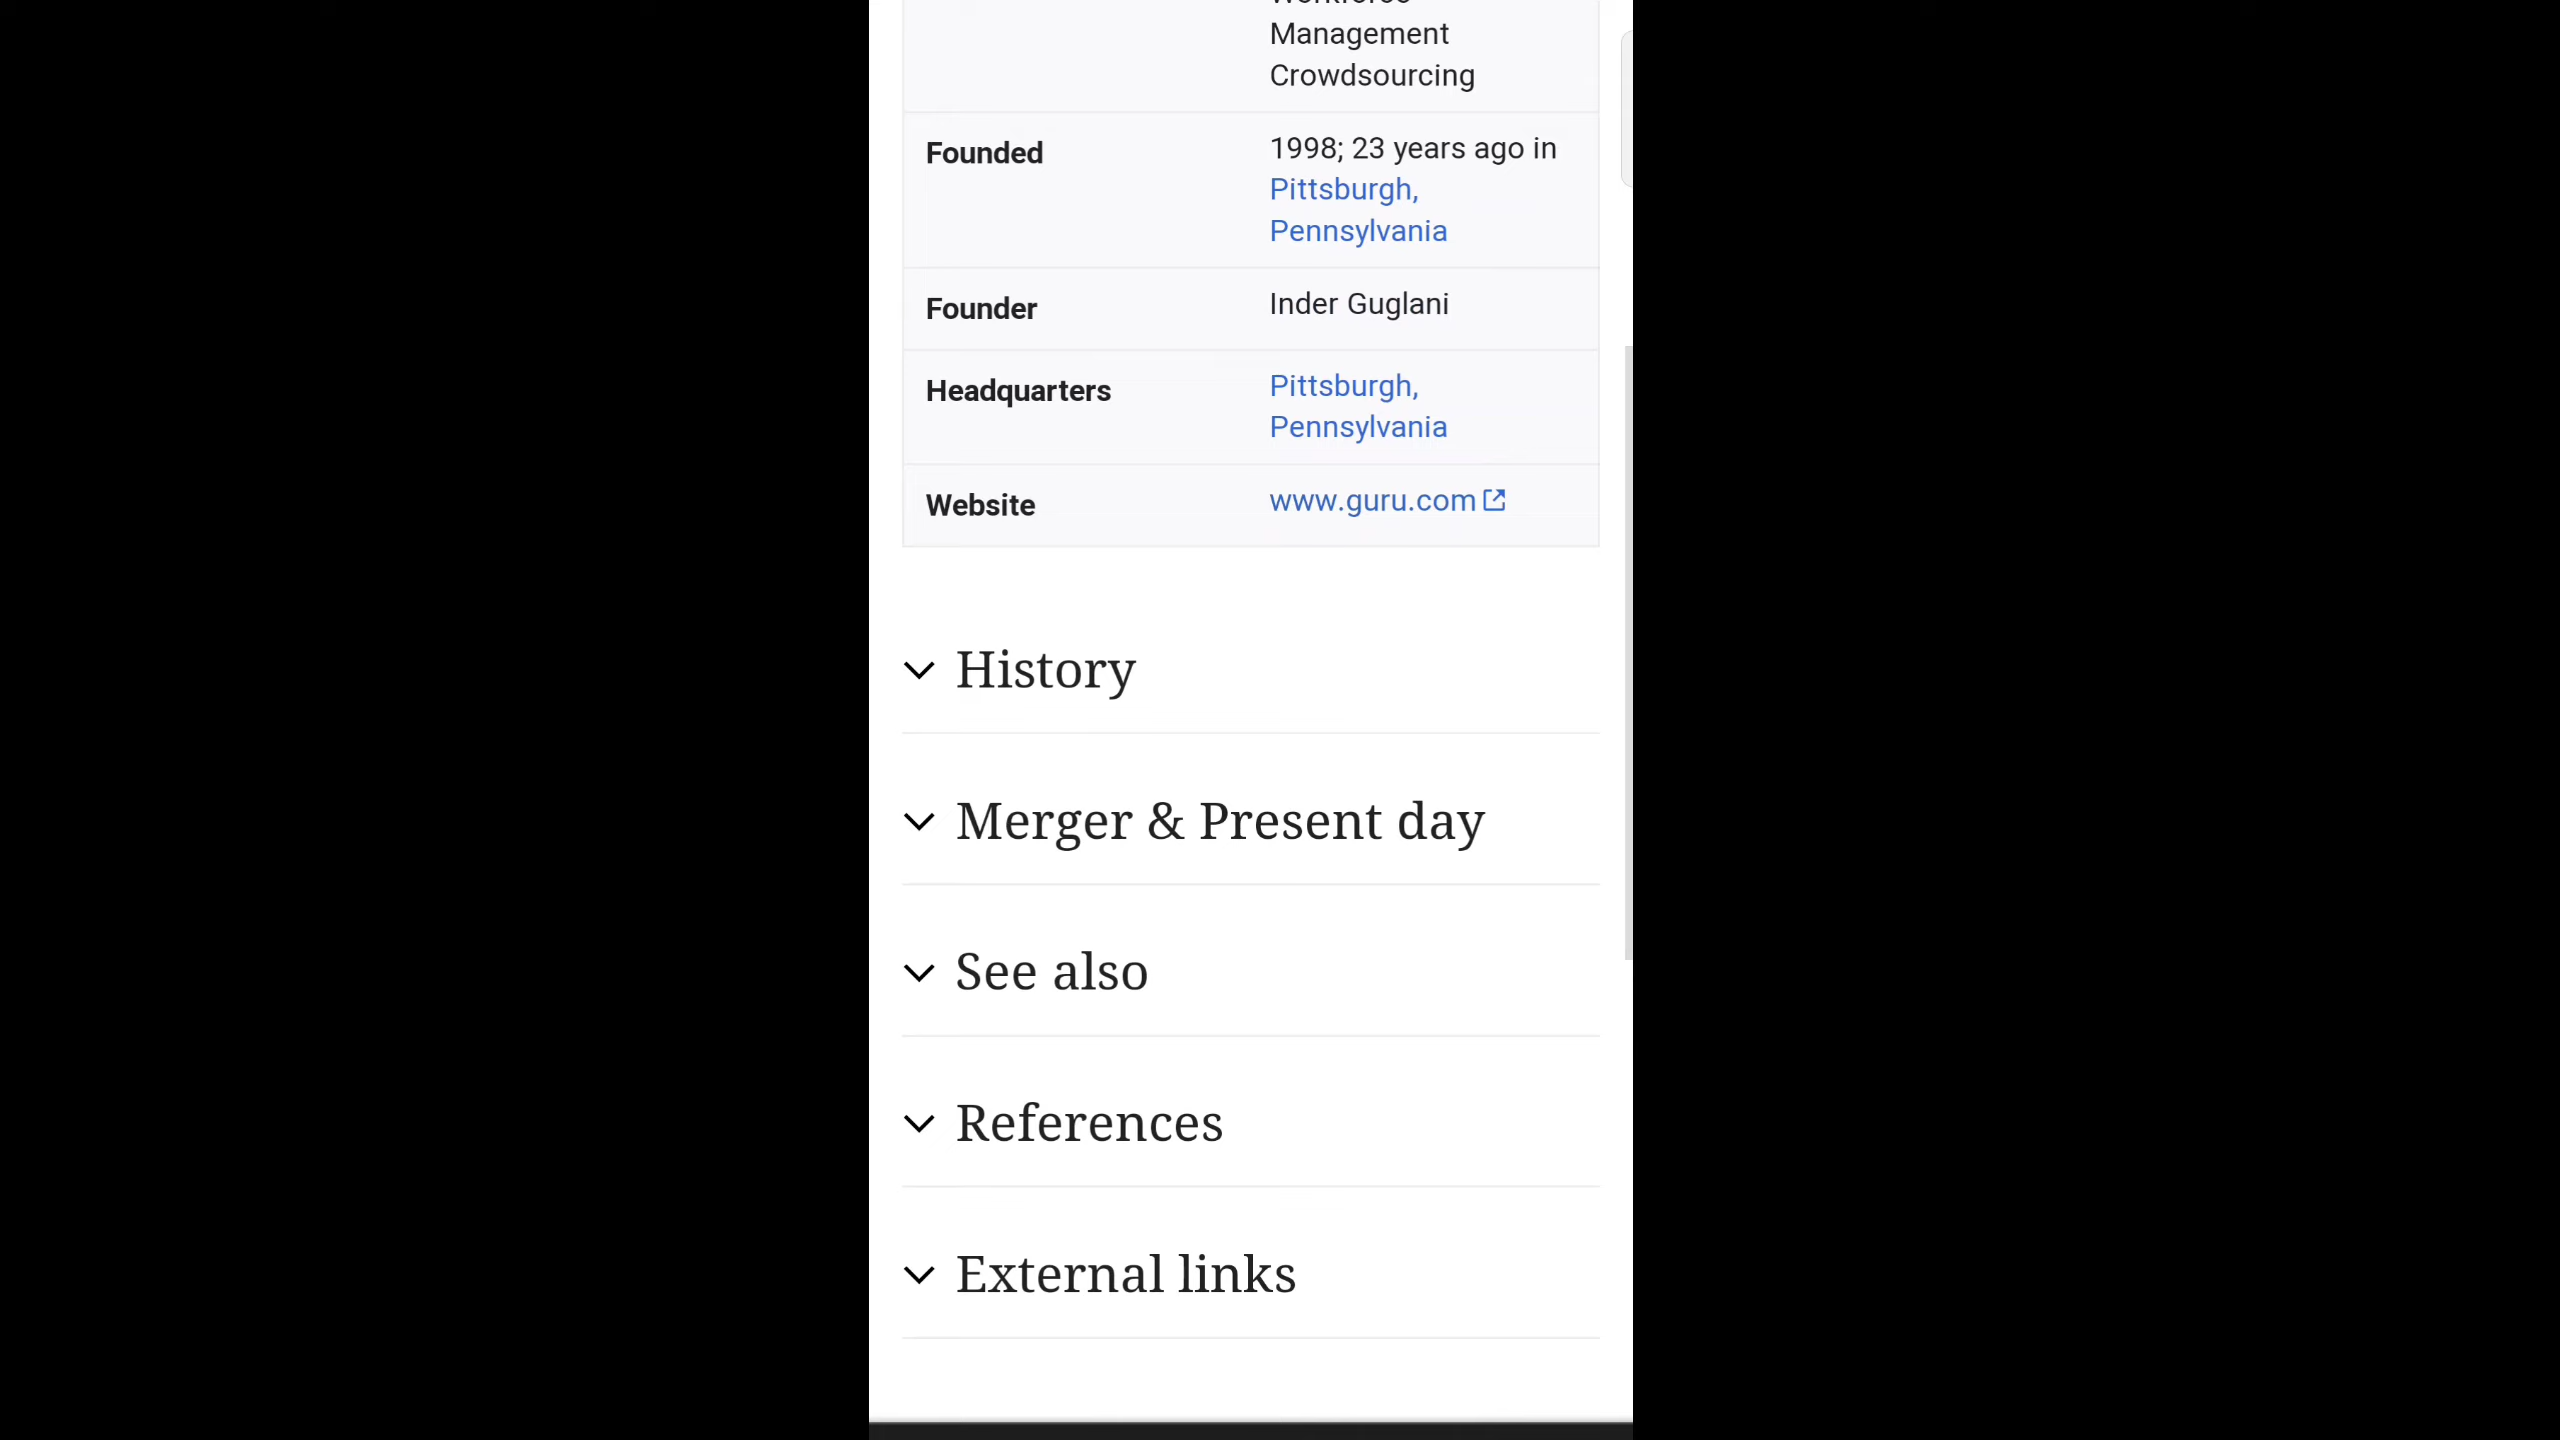 Management
Crowdsourcing
Founded
1998; 23 years ago in
Pittsburgh,
Pennsylvania
Founder
Inder Guglani
Headquarters
Pittsburgh,
Pennsylvania
Website
www.guru.com
History
Merger & Present day
See also
References
External links